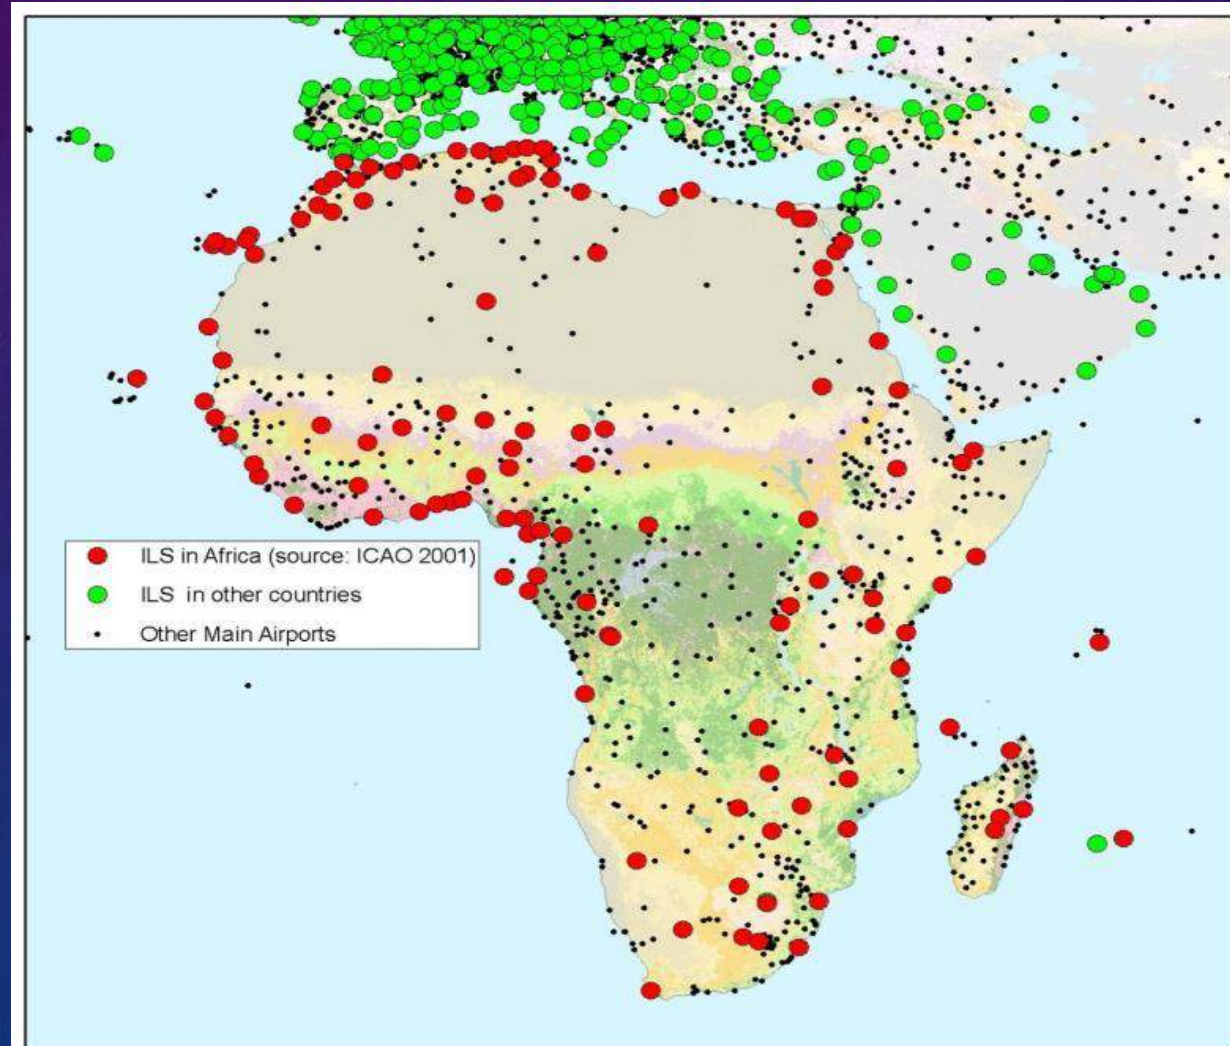 ILS in Africa (source: ICAO 2001)
ILS in other countries
Other Main Airports